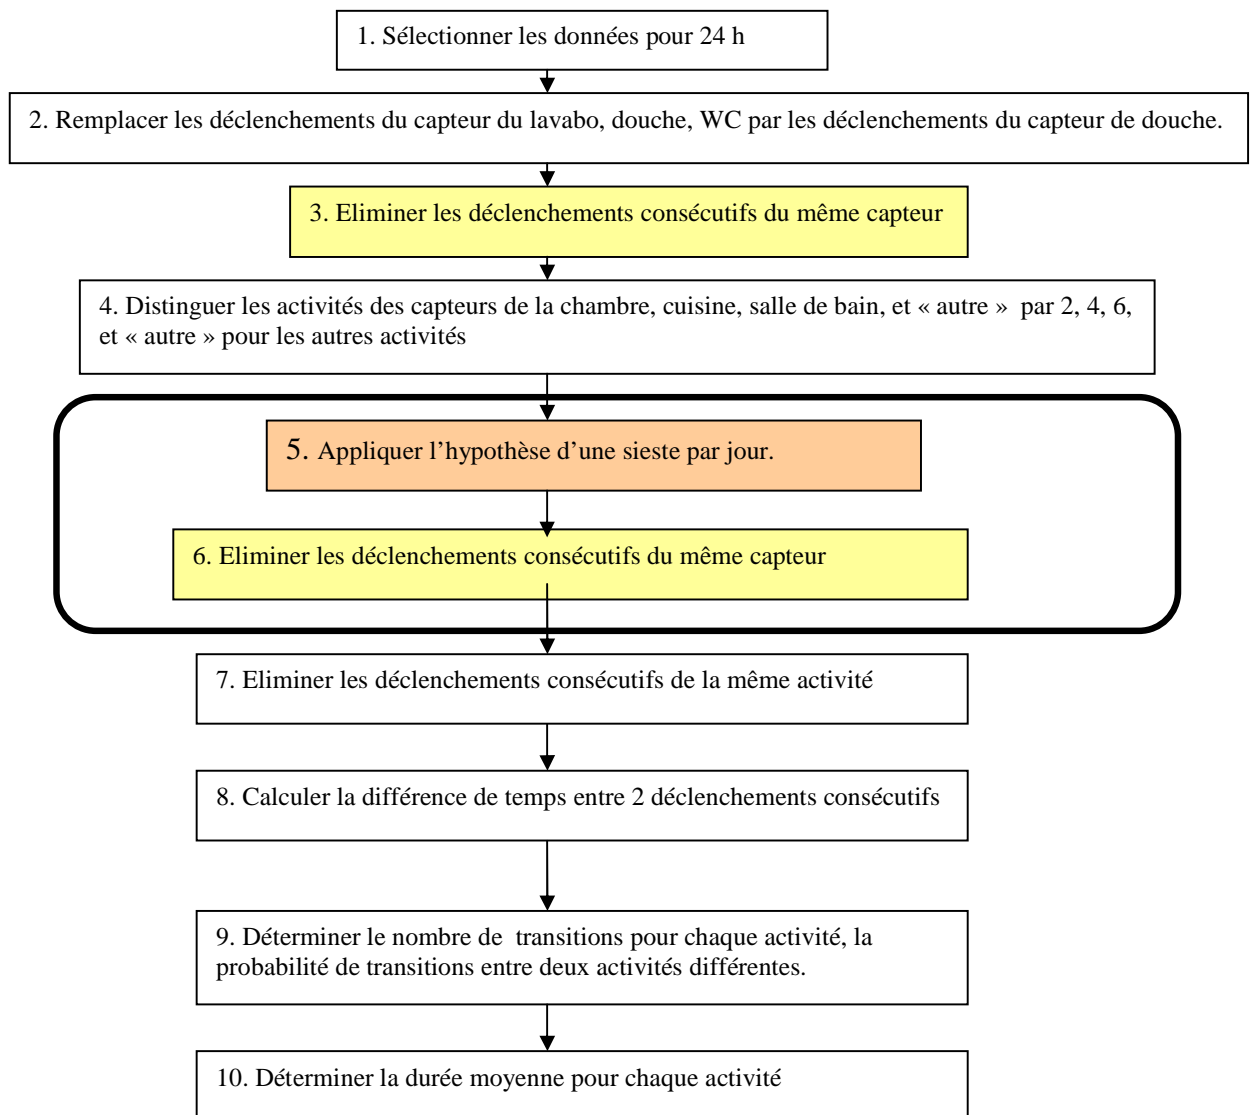 1. Sélectionner les données pour 24 h
2. Remplacer les déclenchements du capteur du lavabo, douche, WC par les déclenchements du capteur de douche.
3. Eliminer les déclenchements consécutifs du même capteur
4. Distinguer les activités des capteurs de la chambre, cuisine, salle de bain, et « autre » par 2, 4, 6,
et « autre » pour les autres activités
5. Appliquer l’hypothèse d’une sieste par jour.
6. Eliminer les déclenchements consécutifs du même capteur
7. Eliminer les déclenchements consécutifs de la même activité
8. Calculer la différence de temps entre 2 déclenchements consécutifs
9. Déterminer le nombre de transitions pour chaque activité, la
probabilité de transitions entre deux activités différentes.
10. Déterminer la durée moyenne pour chaque activité